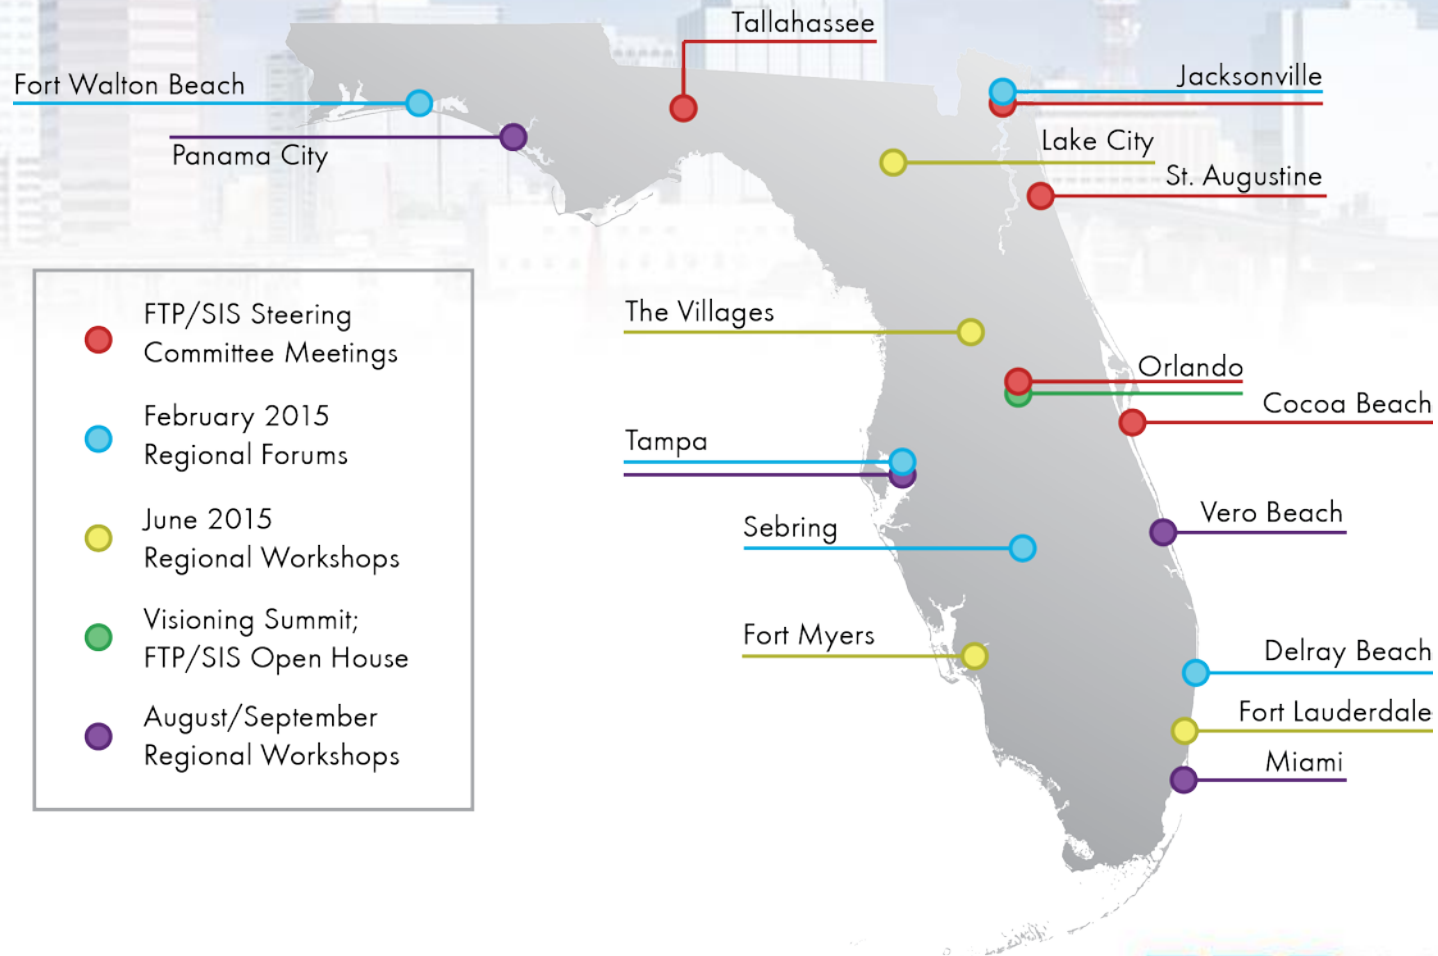 Tallahassee
Fort Walton Beach
Jacksonville
Panama City
Lake City
St. Augustine
FTP/SIS Steering
Committee Meetings
February 2015
Regional Forums
June 2015
Regional Workshops
Visioning Summit;
FTP/SIS Open House
August/September
Regional Workshops
The Villages
Orlando
Cocoa Beach
Tampa
Vero Beach
Sebring
Fort Myers
Delray Beach
Fort Lauderdale
Miami